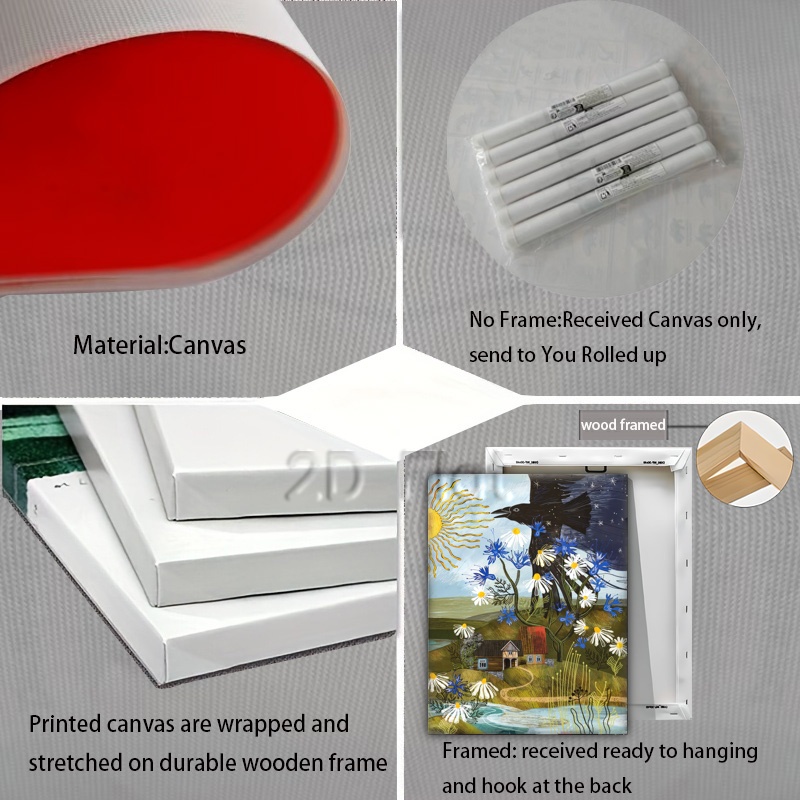 Material:Canvas
No Frame:Received Canvas only,
send to You Rolled up
wood framed
2D
Printed canvas are wrapped and
stretched on durable wooden frame
Framed: received ready to hanging
and hook at the back